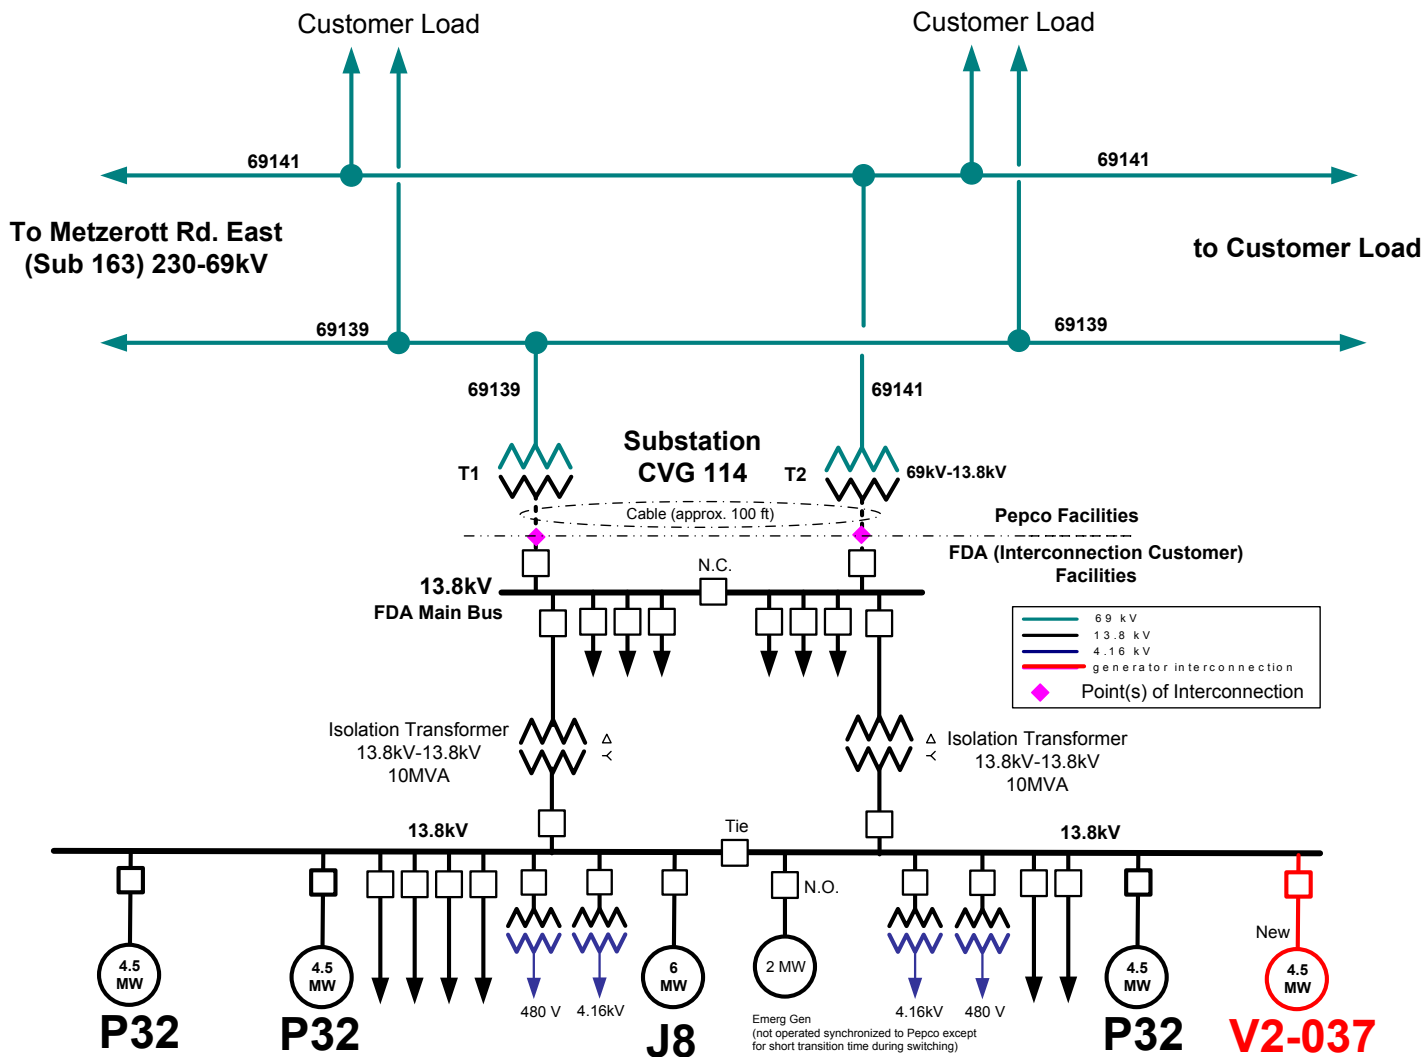 Customer Load
Customer Load
69141
69141
To Metzerott Rd. East
(Sub 163) 230-69kV
to Customer Load
69139
69139
69139
69141
Substation
CVG 114
T1
T2
69kV-13.8kV
Cable (approx. 100 ft)
Pepco Facilities
FDA (Interconnection Customer)
Facilities
N.C.
13.8kV
FDA Main Bus
69 kV
13.8 kV
4.16 kV
generator interconnection
Point(s) of Interconnection
Isolation Transformer
13.8kV-13.8kV
10MVA
Δ
Y
Δ
Y
Isolation Transformer
13.8kV-13.8kV
10MVA
13.8kV
Tie
13.8kV
N.O.
New
4.5
MW
4.5
MW
6
MW
2 MW
4.5
MW
4.5
MW
480 V
4.16kV
4.16kV
480 V
P32
P32
J8
Emerg Gen
(not operated synchronized to Pepco except
for short transition time during switching)
P32
V2-037